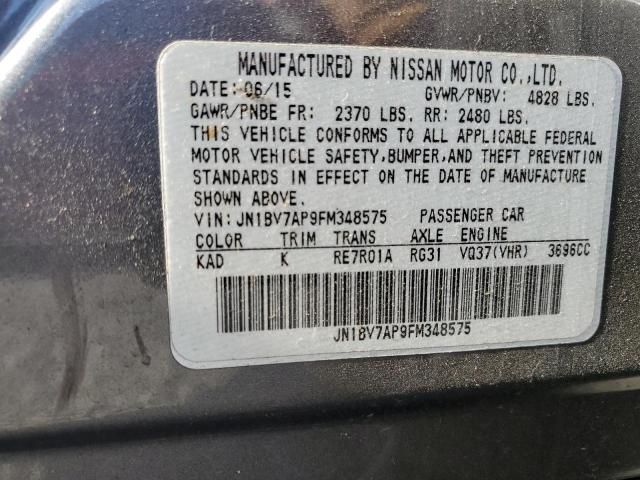 MANUFACTURED BY NISSAN MOTOR CO.,LTD.
DATE: 06/15 GVWR/PNBV: 4828 LBS.
GAWR/PNBE FR: 2370 LBS. RR: 2480 LBS.
THIS VEHICLE CONFORMS TO ALL APPLICABLE FEDERAL
MOTOR VEHICLE SAFETY,BUMPER,AND THEFT PREVENTION
STANDARDS IN EFFECT ON THE DATE OF MANUFACTURE
SHOWN ABOVE.
VIN: JN1BV7AP9FM348575 PASSENGER CAR
COLOR TRIM TRANS AXLE ENGINE
KAD K RE7R01A RG31 VQ37(VHR) 3696CC
JN1BV7AP9FM348575